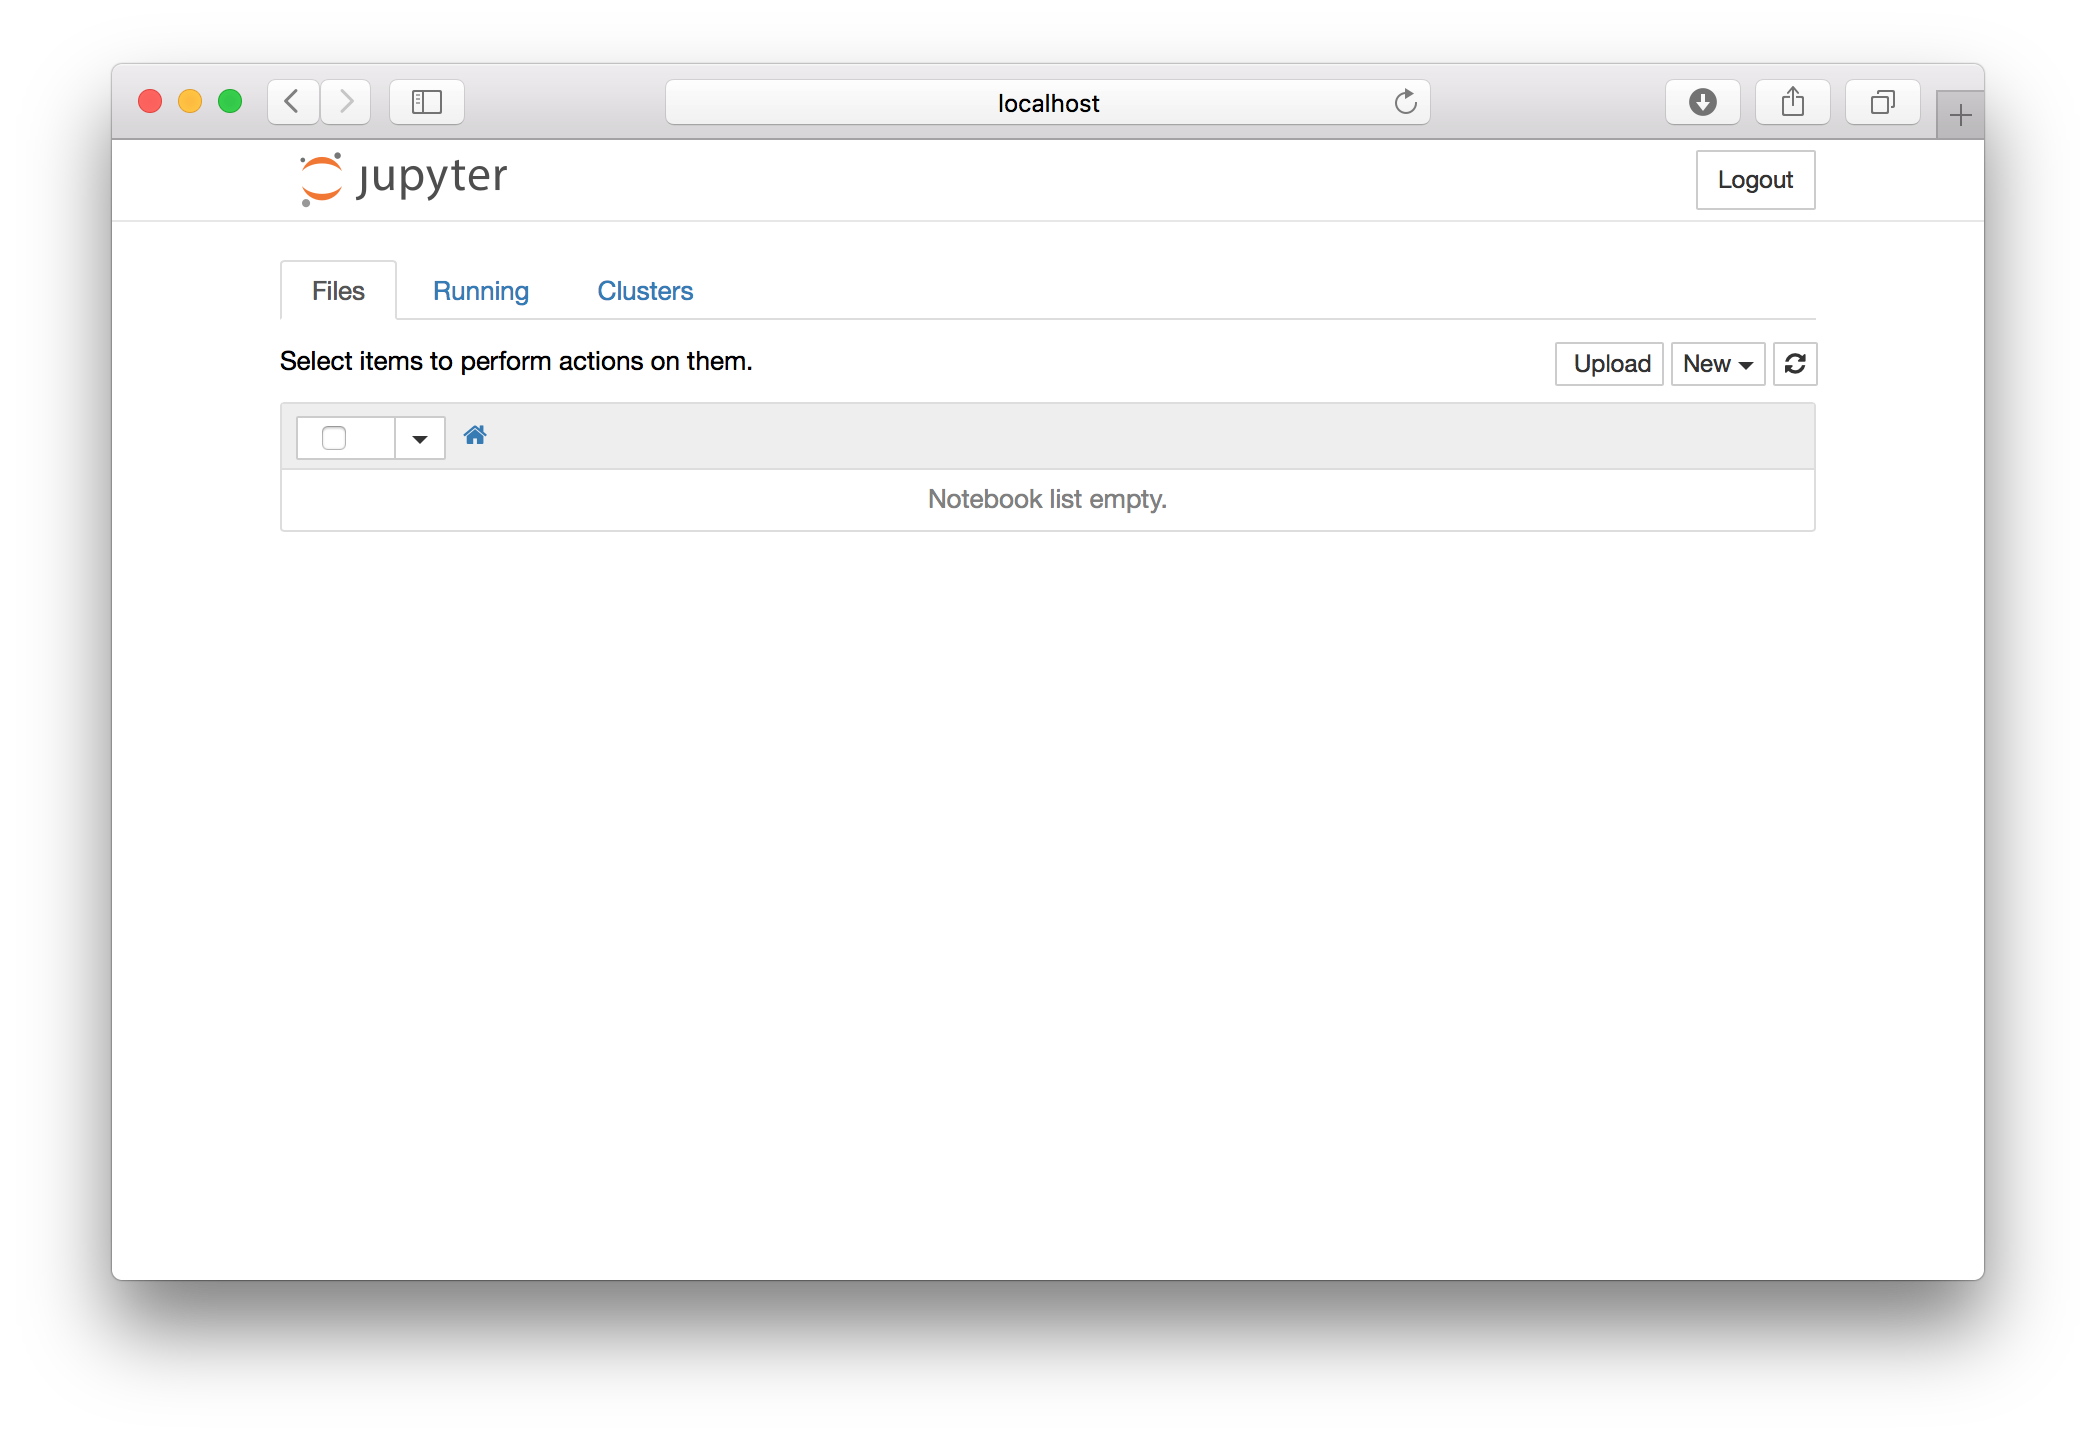 localhost
jupyter
Logout
Files Running Clusters
Select items to perform actions on them.
Upload New
Notebook list empty.